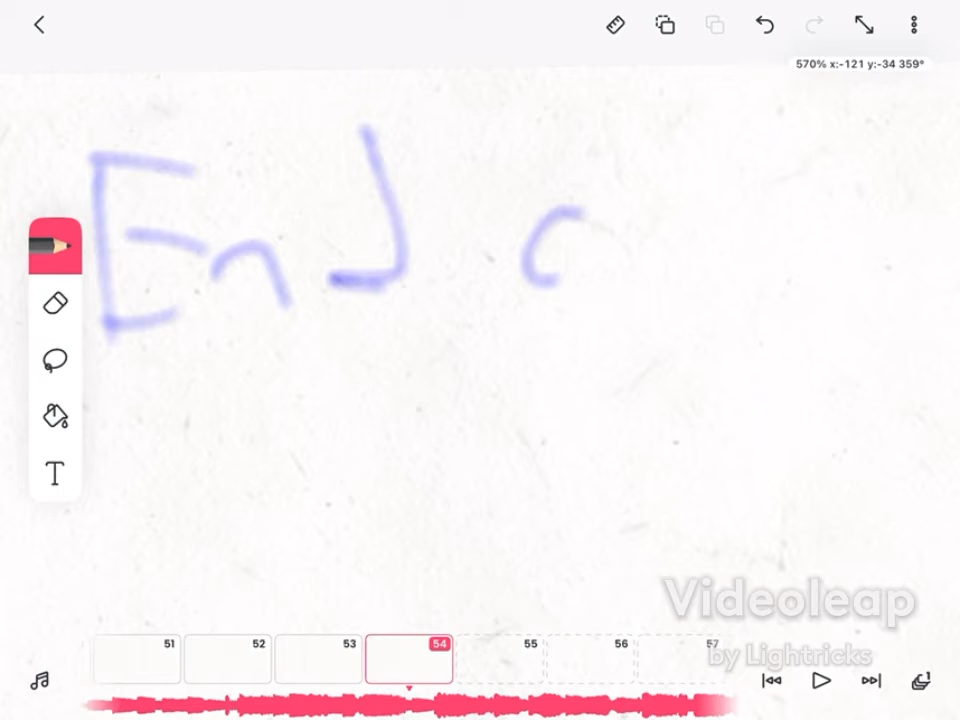 570% x:-121 y:-34 359°
End c
T
51 52 53 54 55 56 57
Videoleap
by Lightricks